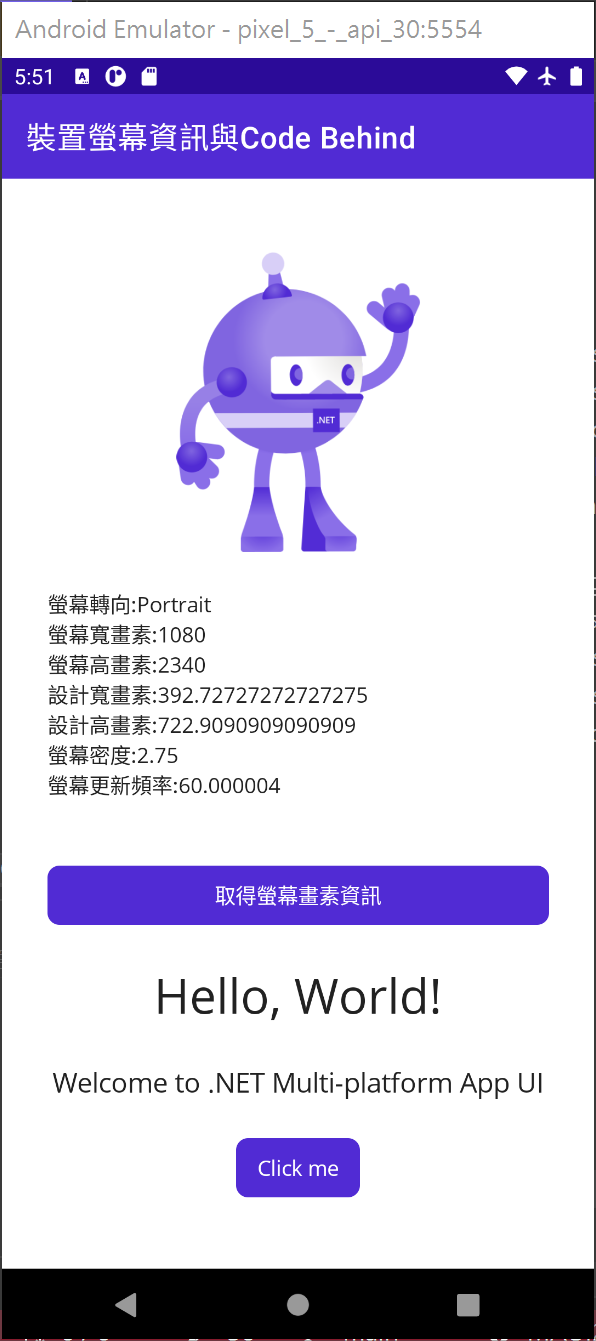 Android Emulator - pixel_5_-_api_30:5554
5:51
裝置螢幕資訊與Code Behind
.NET
螢幕轉向:Portrait
螢幕寬畫素:1080
螢幕高畫素:2340
設計寬畫素:392.72727272727275
設計高畫素:722.9090909090909
螢幕密度:2.75
螢幕更新頻率:60.000004
取得螢幕畫素資訊
Hello, World!
Welcome to .NET Multi-platform App UI
Click me